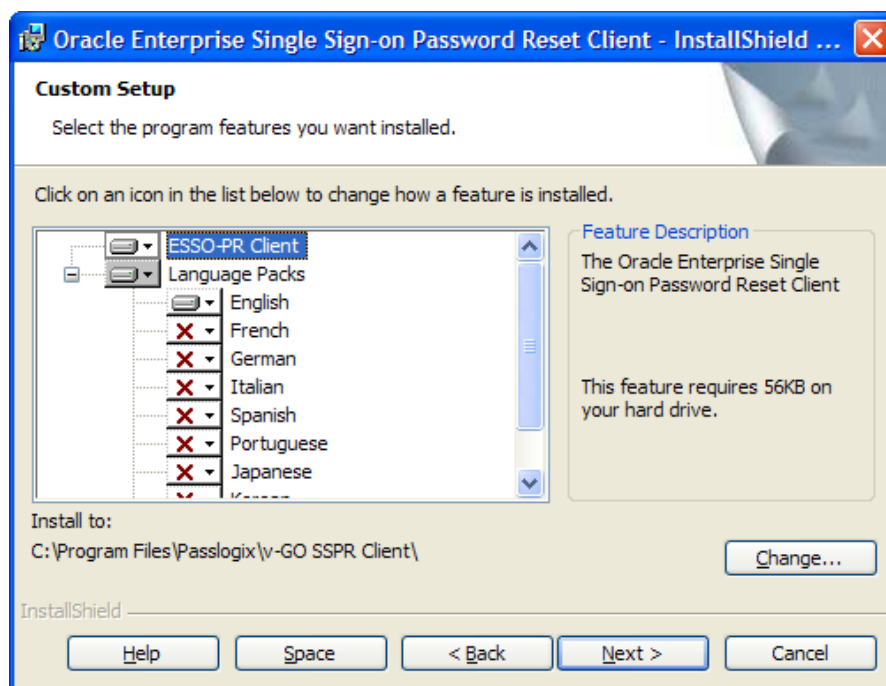 Oracle Enterprise Single Sign-on Password Reset Client - InstallShield ...
Custom Setup
Select the program features you want installed.
Click on an icon in the list below to change how a feature is installed.
ESSO-PR Client
Language Packs
English
French
German
Italian
Spanish
Portuguese
Japanese
Korean
Feature Description
The Oracle Enterprise Single
Sign-on Password Reset Client
This feature requires 56KB on
your hard drive.
Install to:
C:\Program Files\Passlogix\v-GO SSPR Client\
Change...
InstallShield
Help
Space
< Back
Next >
Cancel